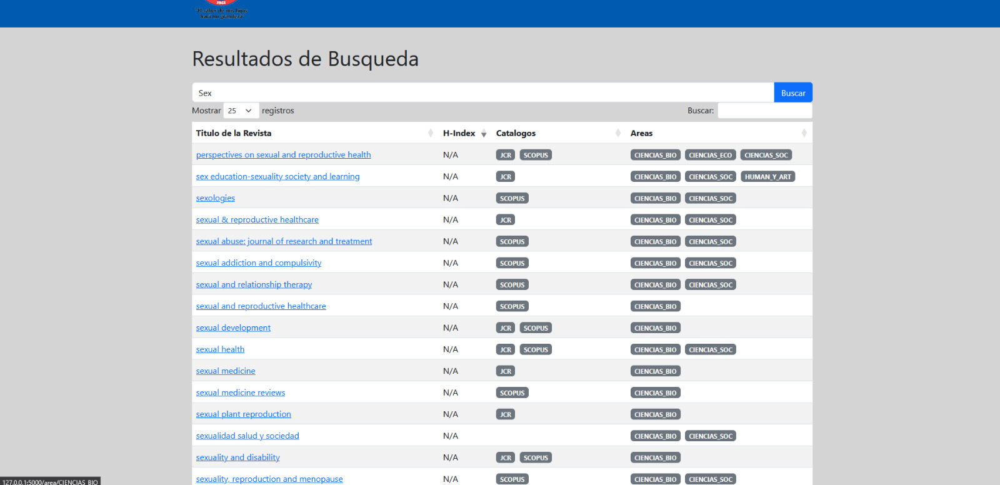 1942
"El saber de mis hijos
hará mi grandeza"
Resultados de Busqueda
Sex
Buscar
Mostrar 25 registros
Buscar:
Titulo de la Revista H-Index Catalogos Areas
perspectives on sexual and reproductive health N/A JCR SCOPUS CIENCIAS_BIO CIENCIAS_ECO CIENCIAS_SOC
sex education-sexuality society and learning N/A JCR CIENCIAS_BIO CIENCIAS_SOC HUMAN_Y_ART
sexologies N/A SCOPUS CIENCIAS_BIO CIENCIAS_SOC
sexual & reproductive healthcare N/A JCR CIENCIAS_BIO CIENCIAS_SOC
sexual abuse: journal of research and treatment N/A SCOPUS CIENCIAS_BIO CIENCIAS_SOC
sexual addiction and compulsivity N/A SCOPUS CIENCIAS_BIO CIENCIAS_SOC
sexual and relationship therapy N/A SCOPUS CIENCIAS_BIO CIENCIAS_SOC
sexual and reproductive healthcare N/A SCOPUS CIENCIAS_BIO
sexual development N/A JCR SCOPUS CIENCIAS_BIO
sexual health N/A JCR SCOPUS CIENCIAS_BIO CIENCIAS_SOC
sexual medicine N/A JCR CIENCIAS_BIO
sexual medicine reviews N/A SCOPUS CIENCIAS_BIO
sexual plant reproduction N/A JCR CIENCIAS_BIO
sexualidad salud y sociedad N/A CIENCIAS_BIO CIENCIAS_SOC
sexuality and disability N/A JCR SCOPUS CIENCIAS_BIO
sexuality, reproduction and menopause N/A SCOPUS CIENCIAS_BIO CIENCIAS_SOC
127.0.0.1:5000/area/CIENCIAS_BIO